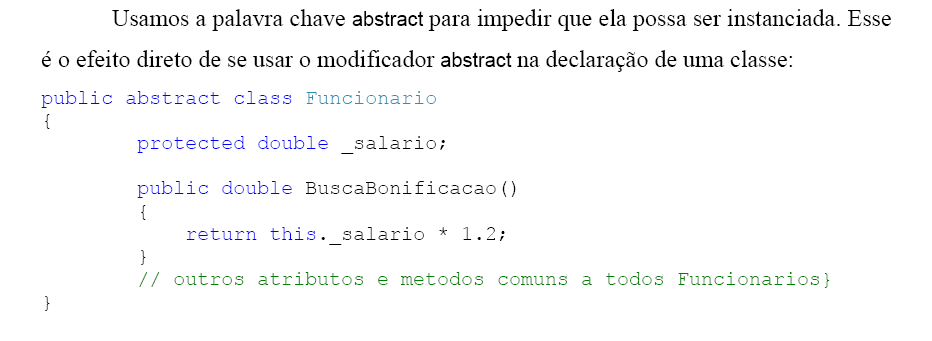 Usamos a palavra chave abstract para impedir que ela possa ser instanciada. Esse
é o efeito direto de se usar o modificador abstract na declaração de uma classe:
public abstract class Funcionario
{
protected double _salario;
public double BuscaBonificacao()
{
return this._salario * 1.2;
}
// outros atributos e metodos comuns a todos Funcionarios}
}